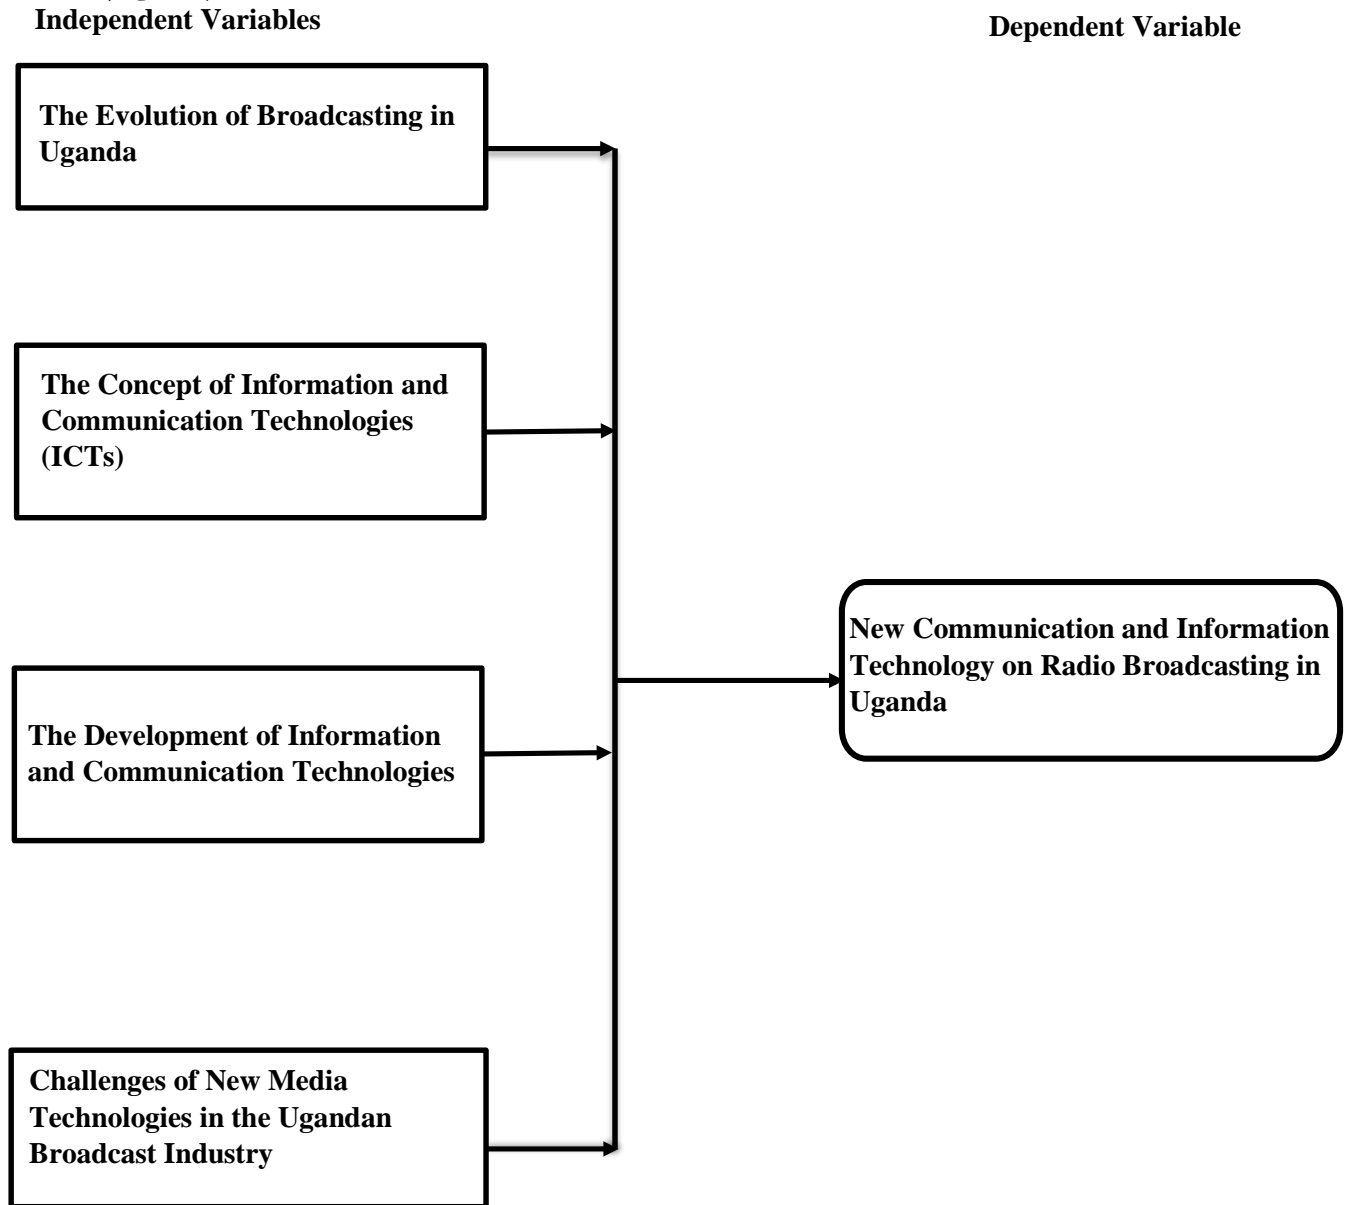 Independent Variables
Dependent Variable
The Evolution of Broadcasting in
Uganda
The Concept of Information and
Communication Technologies
(ICTs)
New Communication and Information
Technology on Radio Broadcasting in
Uganda
The Development of Information
and Communication Technologies
Challenges of New Media
Technologies in the Ugandan
Broadcast Industry